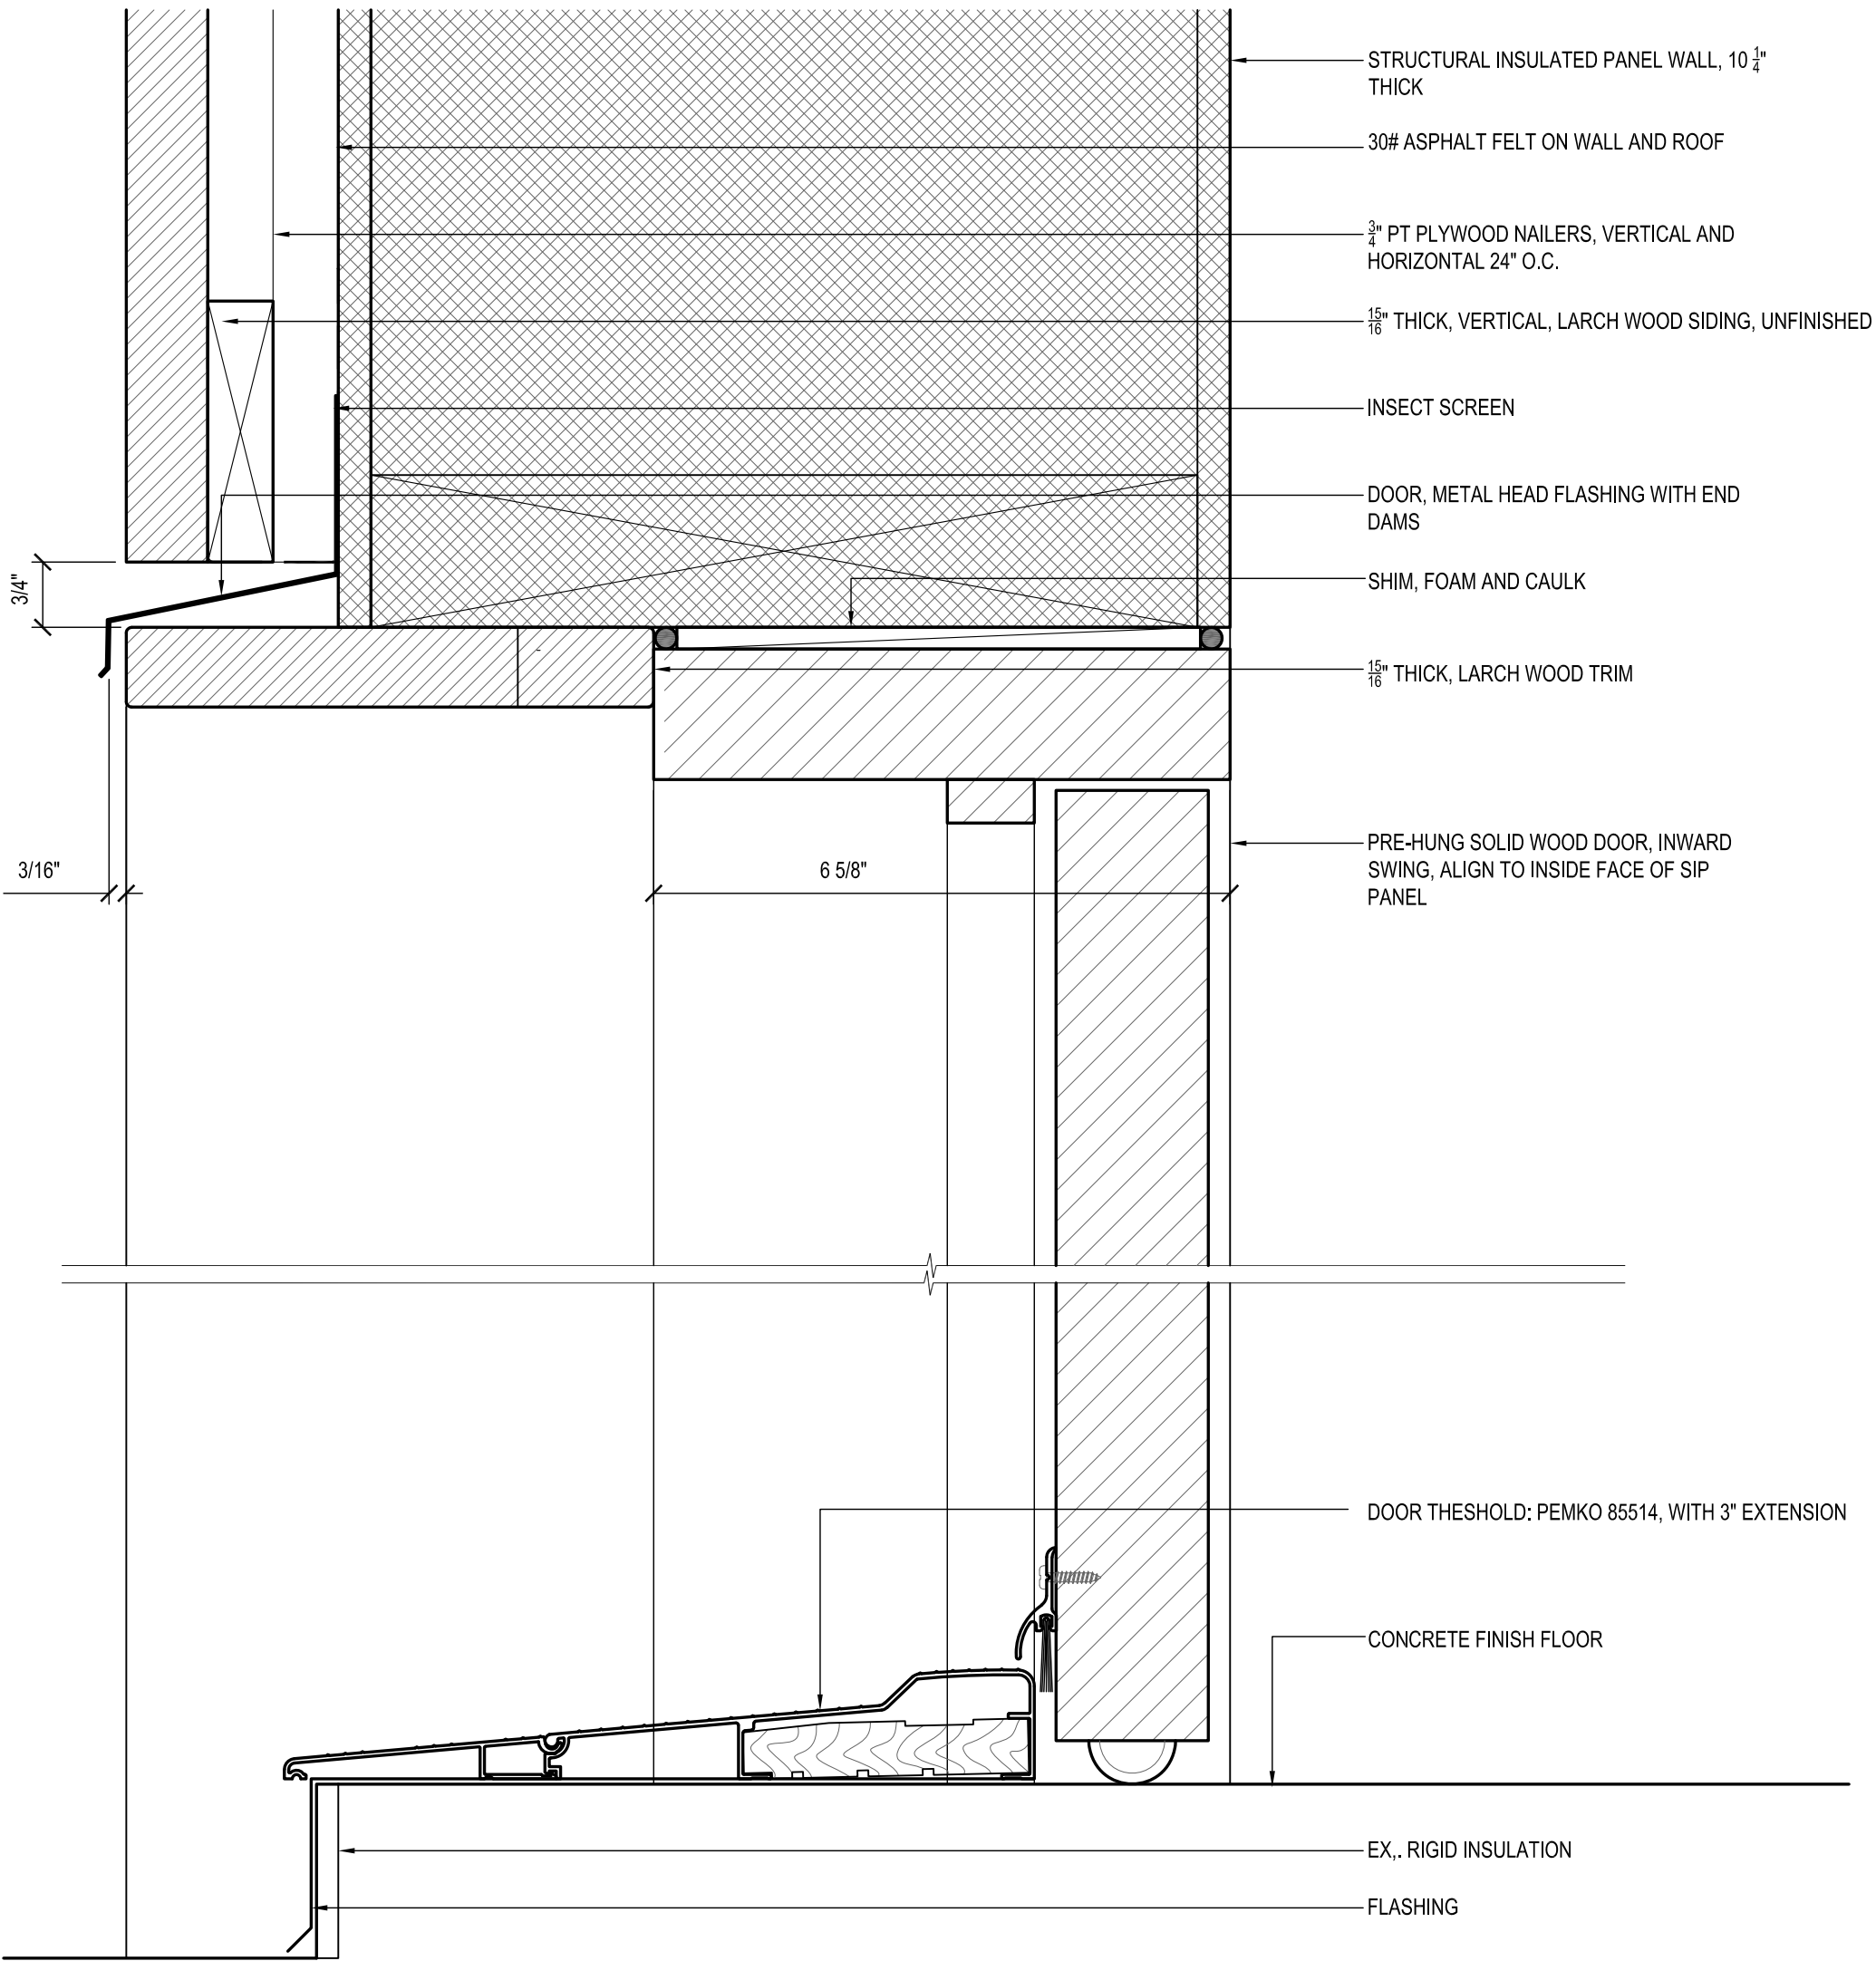 STRUCTURAL INSULATED PANEL WALL, 10 1/4"
THICK
30# ASPHALT FELT ON WALL AND ROOF
3/4" PT PLYWOOD NAILERS, VERTICAL AND
HORIZONTAL 24" O.C.
15/16" THICK, VERTICAL, LARCH WOOD SIDING, UNFINISHED
INSECT SCREEN
DOOR, METAL HEAD FLASHING WITH END
DAMS
3/4"
SHIM, FOAM AND CAULK
15/16" THICK, LARCH WOOD TRIM
3/16"
6 5/8"
PRE-HUNG SOLID WOOD DOOR, INWARD
SWING, ALIGN TO INSIDE FACE OF SIP
PANEL
DOOR THESHOLD: PEMKO 85514, WITH 3" EXTENSION
CONCRETE FINISH FLOOR
EX,. RIGID INSULATION
FLASHING